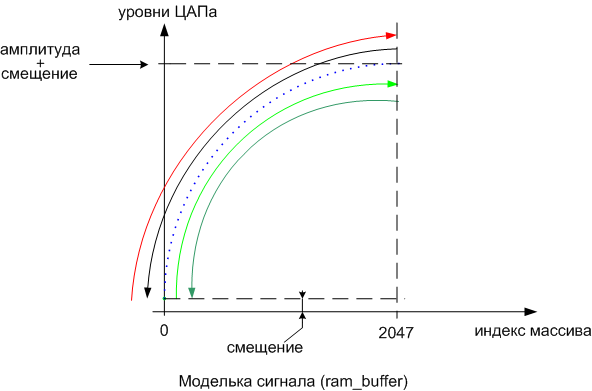 уровни ЦАПа
амплитуда
+
смещение
0
2047
индекс массива
смещение
Моделька сигнала (ram_buffer)